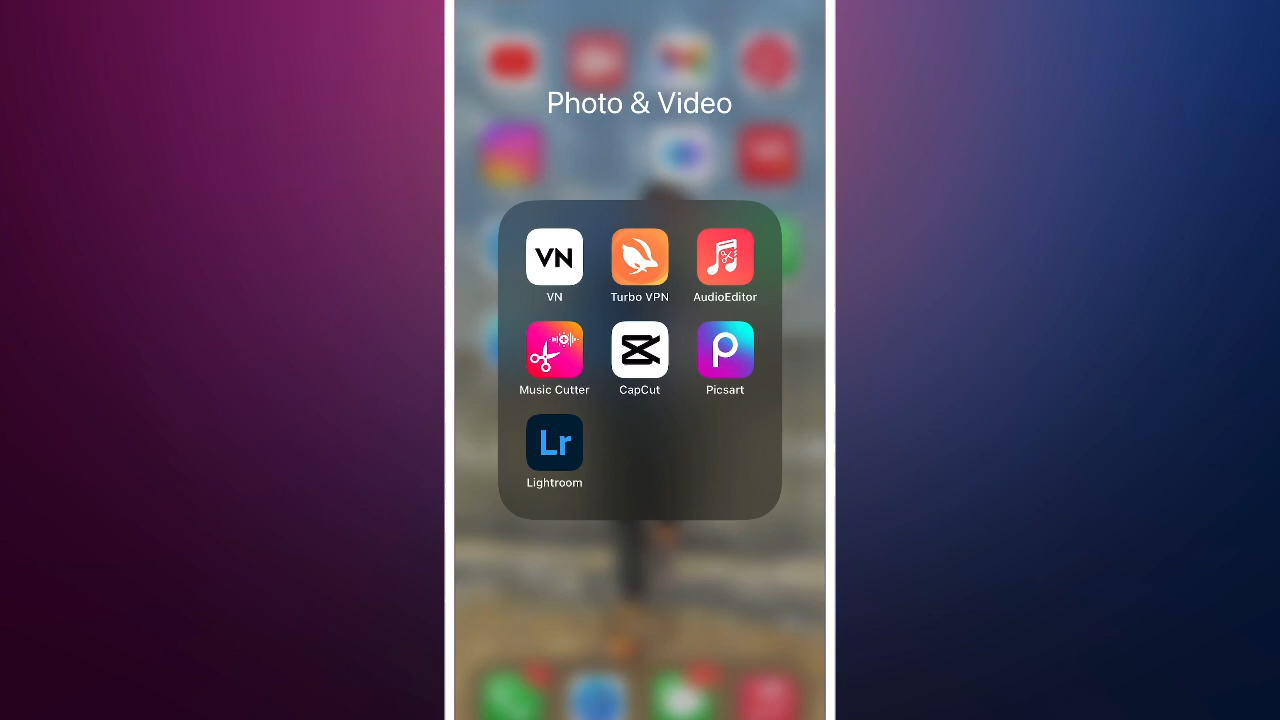 Photo & Video
VN
VN
Turbo VPN
AudioEditor
Music Cutter
CapCut
Picsart
Lr
Lightroom